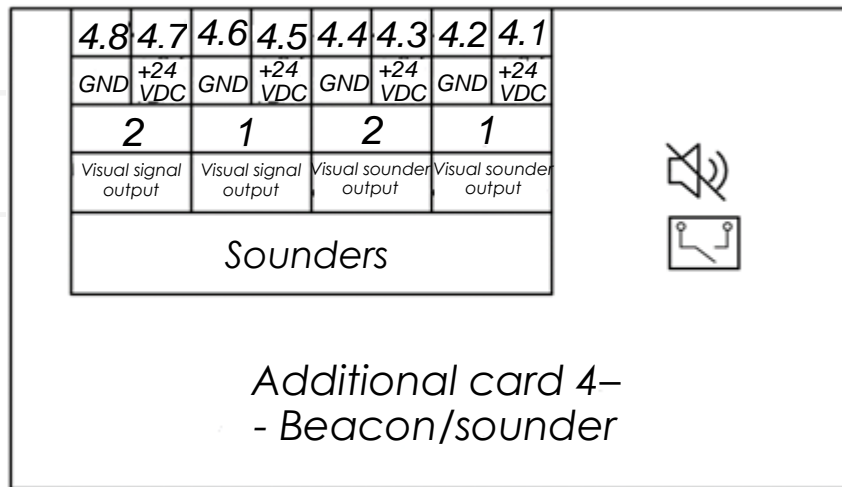 4.8 4.7 4.6 4.5 4.4 4.3 4.2 4.1
GND +24 VDC GND +24 VDC GND +24 VDC GND +24 VDC
2 1 2 1
Visual signal output Visual signal output Visual sounder output Visual sounder output
Sounders
Additional card 4–
- Beacon/sounder